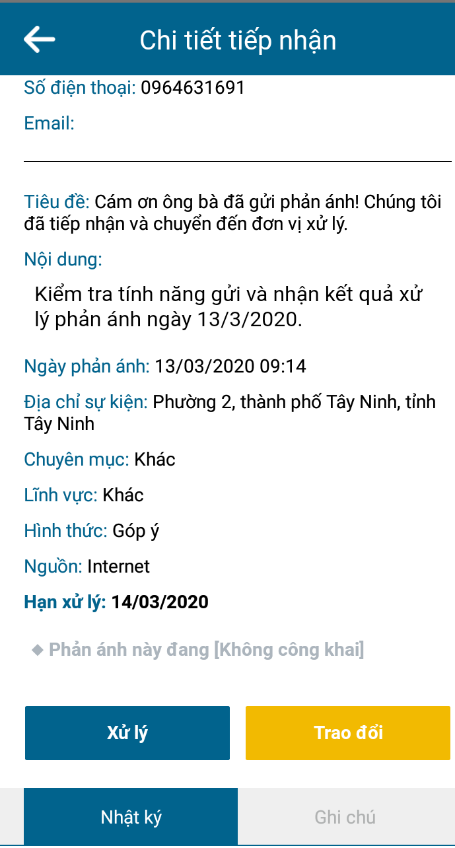 Chi tiết tiếp nhận
Số điện thoại: 0964631691
Email:
Tiêu đề: Cám ơn ông bà đã gửi phản ánh! Chúng tôi
đã tiếp nhận và chuyển đến đơn vị xử lý.
Nội dung:
Kiểm tra tính năng gửi và nhận kết quả xử
lý phản ánh ngày 13/3/2020.
Ngày phản ánh: 13/03/2020 09:14
Địa chỉ sự kiện: Phường 2, thành phố Tây Ninh, tỉnh
Tây Ninh
Chuyên mục: Khác
Lĩnh vực: Khác
Hình thức: Góp ý
Nguồn: Internet
Hạn xử lý: 14/03/2020
◆ Phản ánh này đang [Không công khai]
Xử lý
Trao đổi
Nhật ký
Ghi chú